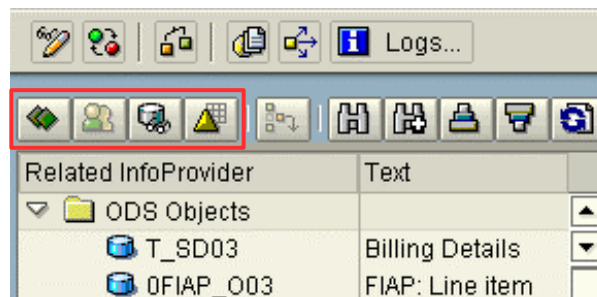 Logs...
Related InfoProvider Text
ODS Objects
T_SD03 Billing Details
0FIAP_O03 FIAP: Line item